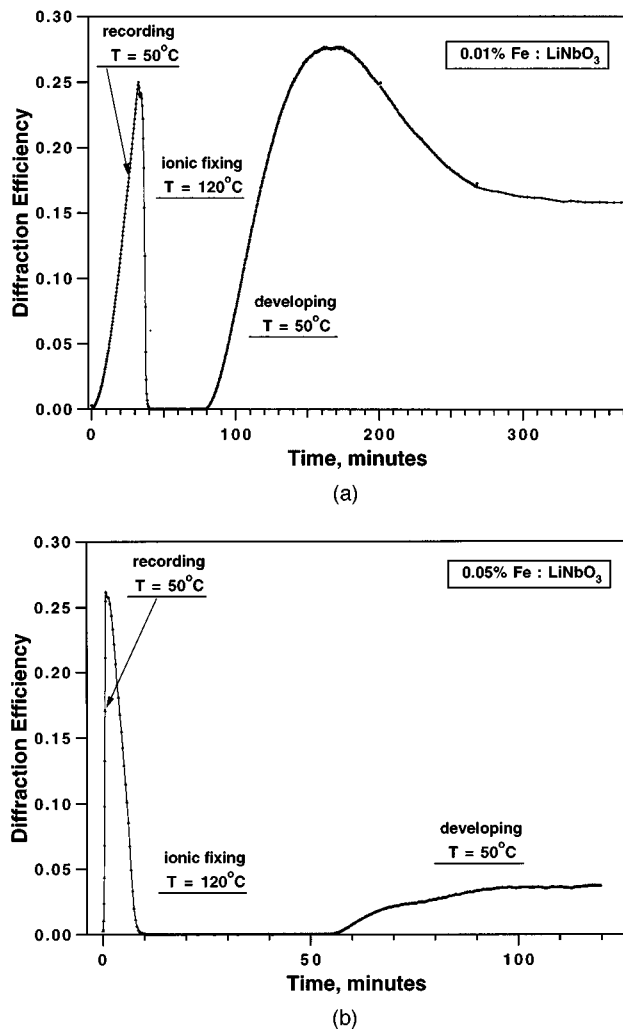 0.30
0.25
0.20
0.15
0.10
0.05
0.00
Diffraction Efficiency
recording
T = 50°C
ionic fixing
T = 120°C
developing
T = 50°C
0.01% Fe : LiNbO₃
0
100
200
300
Time, minutes
(a)
0.30
0.25
0.20
0.15
0.10
0.05
0.00
Diffraction Efficiency
recording
T = 50°C
ionic fixing
T = 120°C
developing
T = 50°C
0.05% Fe : LiNbO₃
0
50
100
Time, minutes
(b)